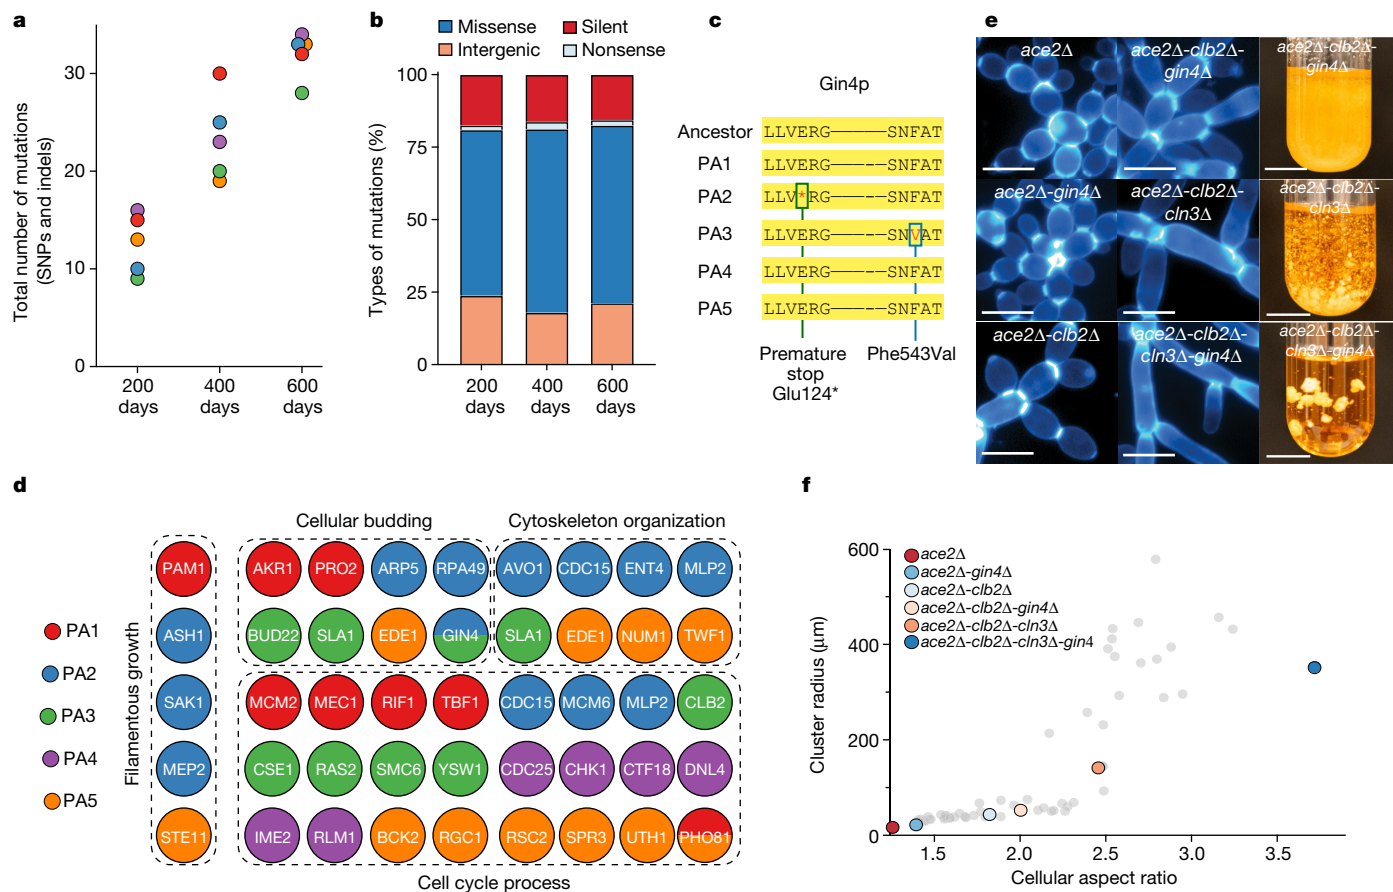 a
Total number of mutations
(SNPs and indels)
30
20
10
0
200
days
400
days
600
days
b
Missense
Silent
Intergenic
Nonsense
Types of mutations (%)
100
75
50
25
0
200
days
400
days
600
days
c
Gin4p
Ancestor LLVERG———–—SNFAT
PA1 LLVERG———–—SNFAT
PA2 LLV*RG———–—SNFAT
PA3 LLVERG———–—SNVAT
PA4 LLVERG———–—SNFAT
PA5 LLVERG———–—SNFAT
Premature
stop
Glu124*
Phe543Val
e
ace2Δ
ace2Δ-clb2Δ-
gin4Δ
ace2Δ-clb2Δ-
gin4Δ
ace2Δ-gin4Δ
ace2Δ-clb2Δ-
cln3Δ
ace2Δ-clb2Δ-
cln3Δ
ace2Δ-clb2Δ
ace2Δ-clb2Δ-
cln3Δ-gin4Δ
ace2Δ-clb2Δ-
cln3Δ-gin4Δ
d
PA1
PA2
PA3
PA4
PA5
Filamentous growth
PAM1
ASH1
SAK1
MEP2
STE11
Cellular budding
AKR1 PRO2 ARP5 RPA49
BUD22 SLA1 EDE1 GIN4
Cytoskeleton organization
AVO1 CDC15 ENT4 MLP2
SLA1 EDE1 NUM1 TWF1
MCM2 MEC1 RIF1 TBF1 CDC15 MCM6 MLP2 CLB2
CSE1 RAS2 SMC6 YSW1 CDC25 CHK1 CTF18 DNL4
IME2 RLM1 BCK2 RGC1 RSC2 SPR3 UTH1 PHO81
Cell cycle process
f
Cluster radius (μm)
600
400
200
0
ace2Δ
ace2Δ-gin4Δ
ace2Δ-clb2Δ
ace2Δ-clb2Δ-gin4Δ
ace2Δ-clb2Δ-cln3Δ
ace2Δ-clb2Δ-cln3Δ-gin4
1.5
2.0
2.5
3.0
3.5
Cellular aspect ratio